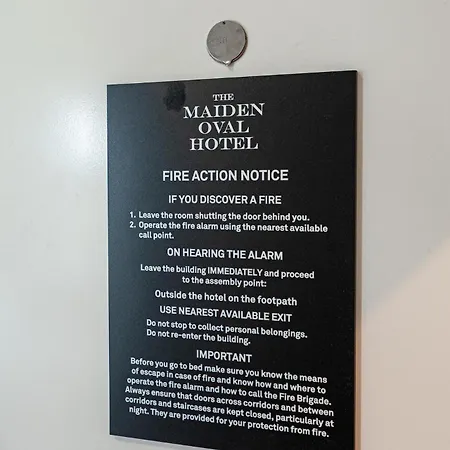 THE
MAIDEN
OVAL
HOTEL
FIRE ACTION NOTICE
IF YOU DISCOVER A FIRE
1. Leave the room shutting the door behind you.
2. Operate the fire alarm using the nearest available
call point.
ON HEARING THE ALARM
Leave the building IMMEDIATELY and proceed
to the assembly point:
Outside the hotel on the footpath
USE NEAREST AVAILABLE EXIT
Do not stop to collect personal belongings.
Do not re-enter the building.
IMPORTANT
Before you go to bed make sure you know the means
of escape in case of fire and know how and where to
operate the fire alarm and how to call the Fire Brigade.
Always ensure that doors across corridors and between
corridors and staircases are kept closed, particularly at
night. They are provided for your protection from fire.